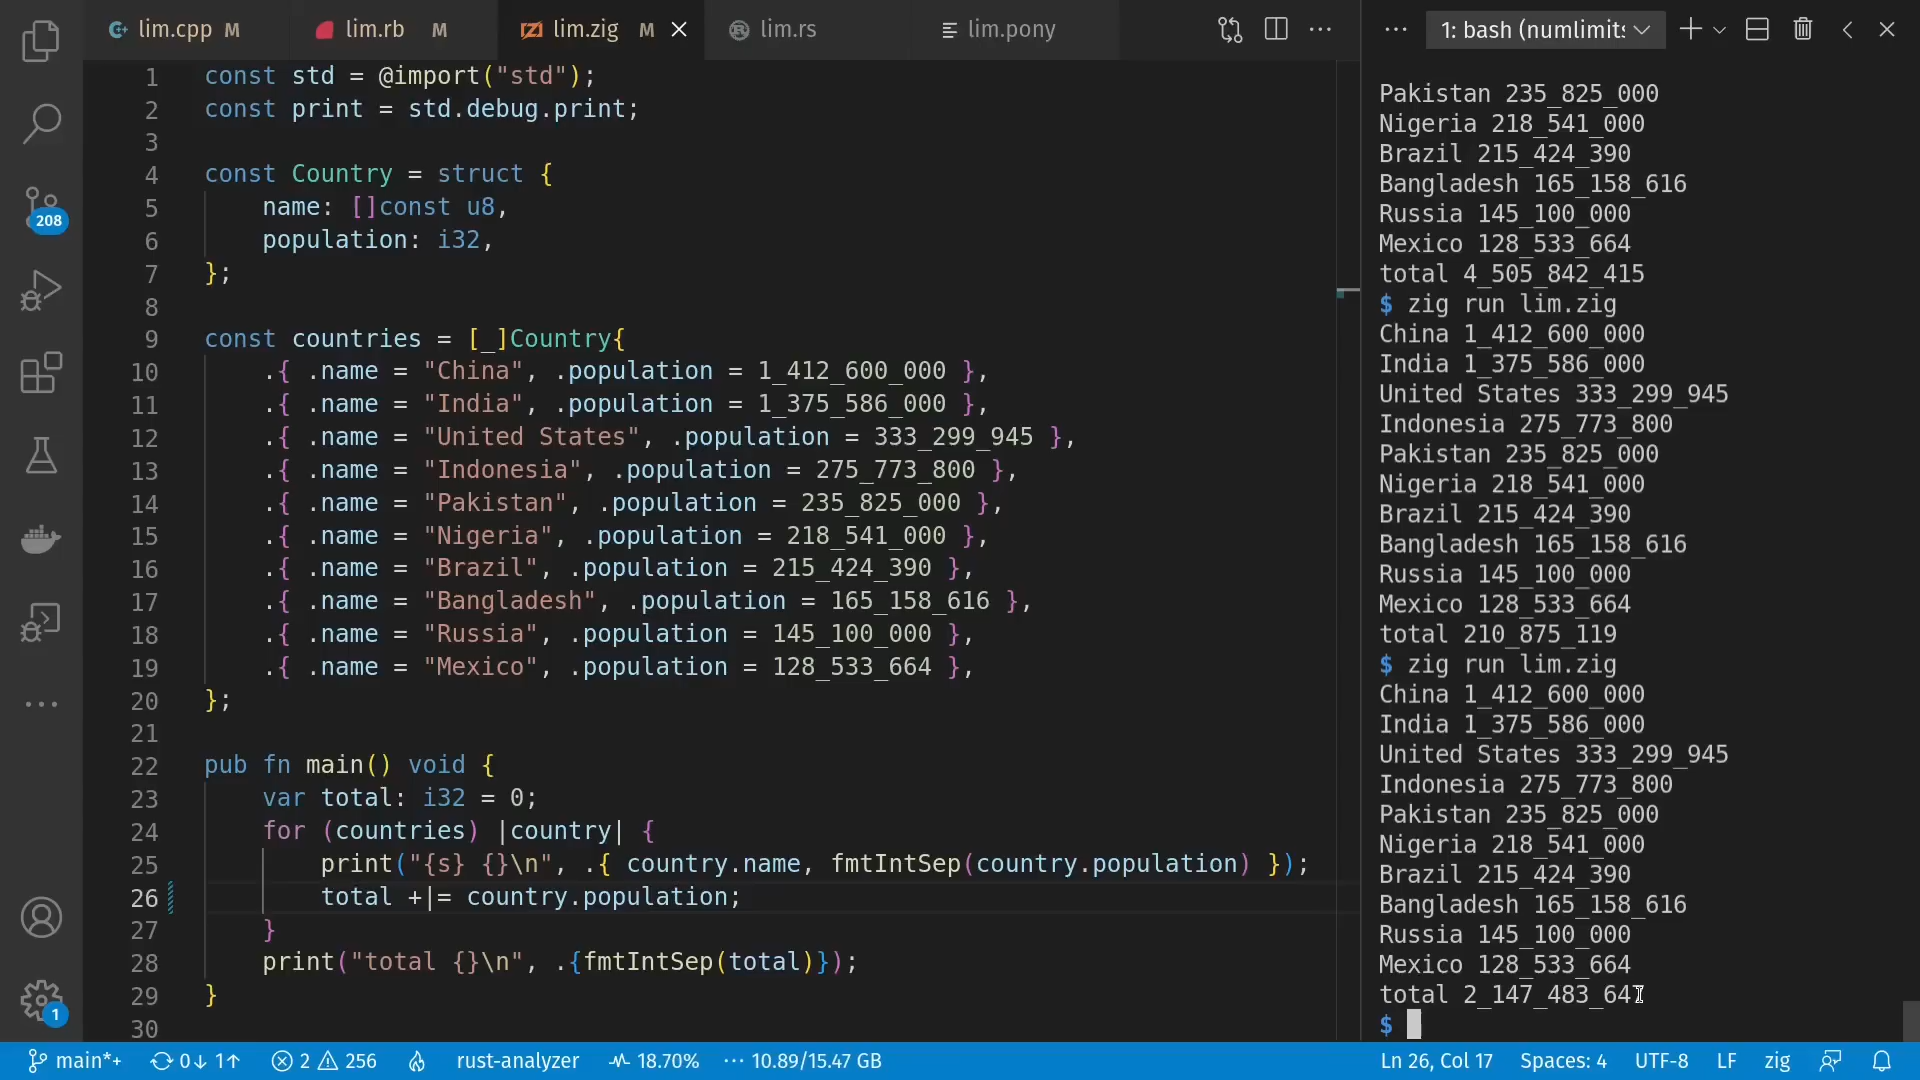 lim.cpp M lim.rb M lim.zig M lim.rs lim.pony
1: bash (numlimits
1 const std = @import("std");
2 const print = std.debug.print;
3
4 const Country = struct {
5 name: []const u8,
6 population: i32,
7 };
8
9 const countries = [_]Country{
10 .{ .name = "China", .population = 1_412_600_000 },
11 .{ .name = "India", .population = 1_375_586_000 },
12 .{ .name = "United States", .population = 333_299_945 },
13 .{ .name = "Indonesia", .population = 275_773_800 },
14 .{ .name = "Pakistan", .population = 235_825_000 },
15 .{ .name = "Nigeria", .population = 218_541_000 },
16 .{ .name = "Brazil", .population = 215_424_390 },
17 .{ .name = "Bangladesh", .population = 165_158_616 },
18 .{ .name = "Russia", .population = 145_100_000 },
19 .{ .name = "Mexico", .population = 128_533_664 },
20 };
21
22 pub fn main() void {
23 var total: i32 = 0;
24 for (countries) |country| {
25 print("{s} {}\n", .{ country.name, fmtIntSep(country.population) });
26 total +|= country.population;
27 }
28 print("total {}\n", .{fmtIntSep(total)});
29 }
30
Pakistan 235_825_000
Nigeria 218_541_000
Brazil 215_424_390
Bangladesh 165_158_616
Russia 145_100_000
Mexico 128_533_664
total 4_505_842_415
$ zig run lim.zig
China 1_412_600_000
India 1_375_586_000
United States 333_299_945
Indonesia 275_773_800
Pakistan 235_825_000
Nigeria 218_541_000
Brazil 215_424_390
Bangladesh 165_158_616
Russia 145_100_000
Mexico 128_533_664
total 210_875_119
$ zig run lim.zig
China 1_412_600_000
India 1_375_586_000
United States 333_299_945
Indonesia 275_773_800
Pakistan 235_825_000
Nigeria 218_541_000
Brazil 215_424_390
Bangladesh 165_158_616
Russia 145_100_000
Mexico 128_533_664
total 2_147_483_647
$
208
1
main*+ 0↓ 1↑ 2 256 rust-analyzer 18.70% ··· 10.89/15.47 GB Ln 26, Col 17 Spaces: 4 UTF-8 LF zig